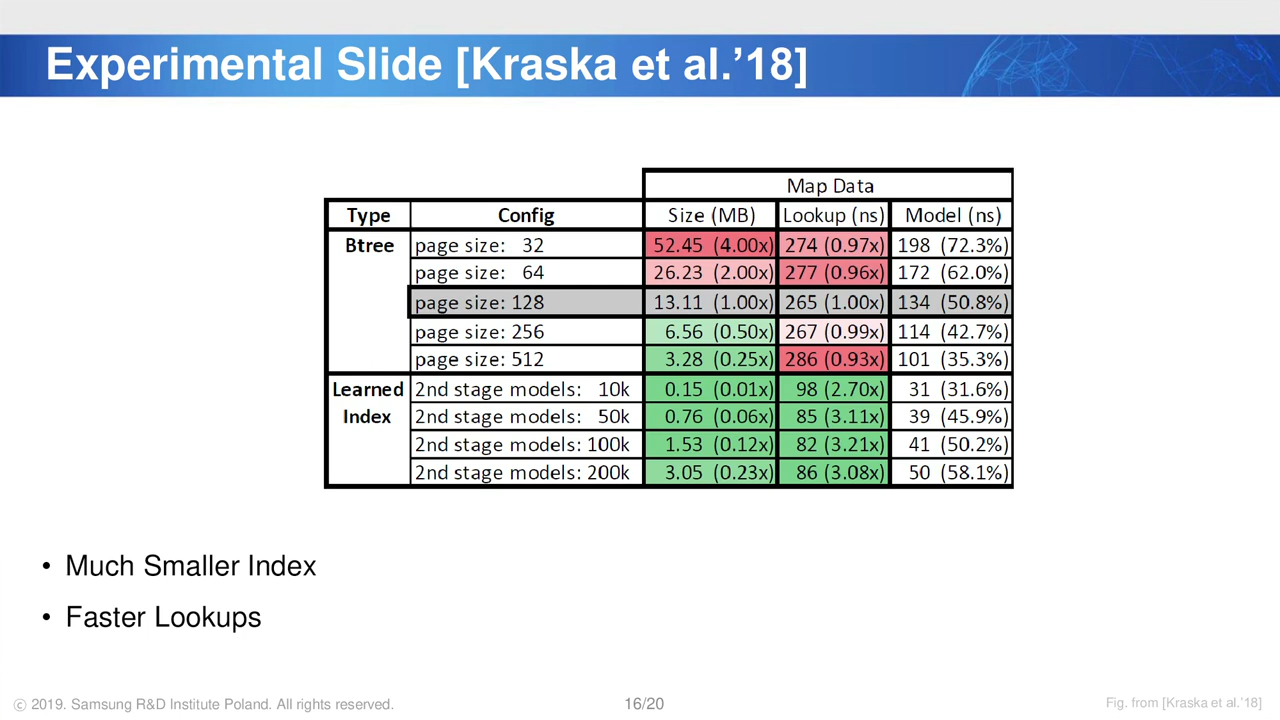 Experimental Slide [Kraska et al.’18]
Map Data
Type Config Size (MB) Lookup (ns) Model (ns)
Btree page size: 32 52.45 (4.00x) 274 (0.97x) 198 (72.3%)
page size: 64 26.23 (2.00x) 277 (0.96x) 172 (62.0%)
page size: 128 13.11 (1.00x) 265 (1.00x) 134 (50.8%)
page size: 256 6.56 (0.50x) 267 (0.99x) 114 (42.7%)
page size: 512 3.28 (0.25x) 286 (0.93x) 101 (35.3%)
Learned 2nd stage models: 10k 0.15 (0.01x) 98 (2.70x) 31 (31.6%)
Index 2nd stage models: 50k 0.76 (0.06x) 85 (3.11x) 39 (45.9%)
2nd stage models: 100k 1.53 (0.12x) 82 (3.21x) 41 (50.2%)
2nd stage models: 200k 3.05 (0.23x) 86 (3.08x) 50 (58.1%)
• Much Smaller Index
• Faster Lookups
© 2019. Samsung R&D Institute Poland. All rights reserved.
16/20
Fig. from [Kraska et al.’18]